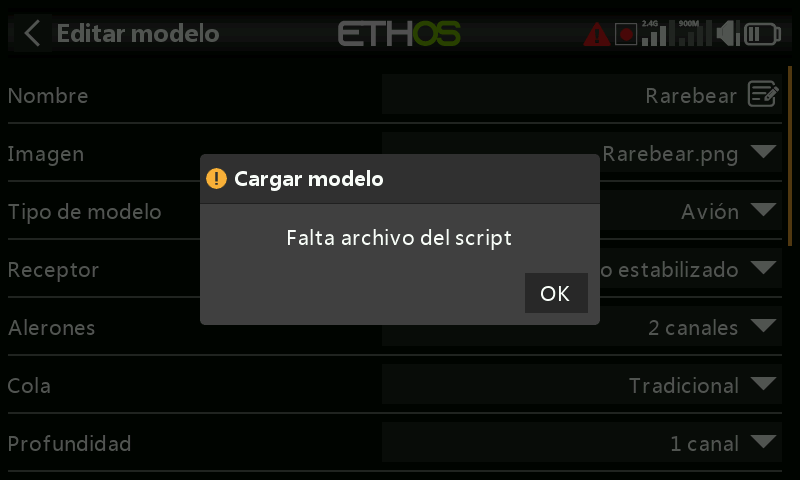 Editar modelo
ETHOS
2.4G
900M
Nombre
Rarebear
Imagen
Rarebear.png
Cargar modelo
Tipo de modelo
Avión
Falta archivo del script
Receptor
o estabilizado
OK
Alerones
2 canales
Cola
Tradicional
Profundidad
1 canal